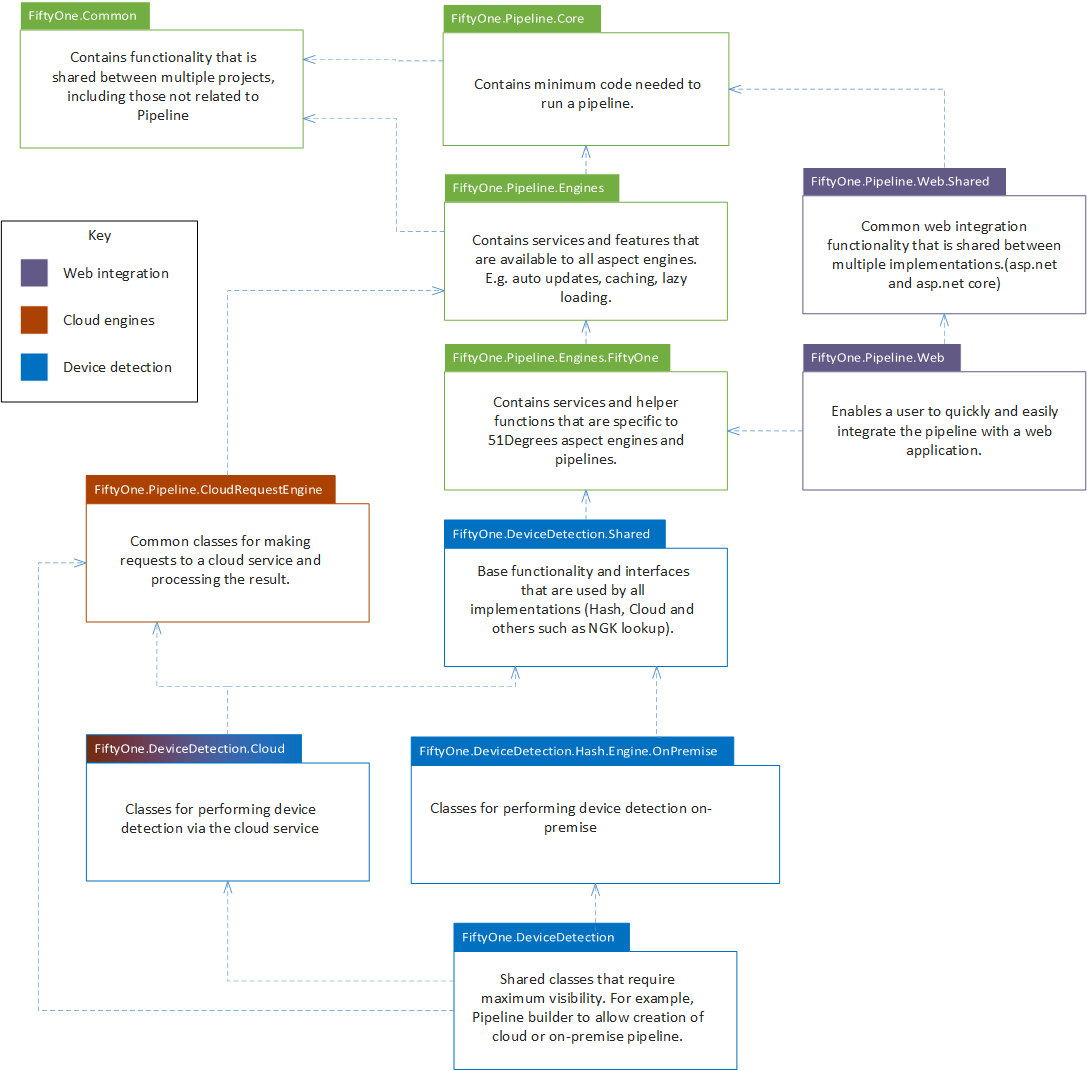 FiftyOne.Common
Contains functionality that is
shared between multiple projects,
including those not related to
Pipeline
FiftyOne.Pipeline.Core
Contains minimum code needed to
run a pipeline.
FiftyOne.Pipeline.Engines
Contains services and features that
are available to all aspect engines.
E.g. auto updates, caching, lazy
loading.
FiftyOne.Pipeline.Web.Shared
Common web integration
functionality that is shared between
multiple implementations.(asp.net
and asp.net core)
Key
Web integration
Cloud engines
Device detection
FiftyOne.Pipeline.Engines.FiftyOne
Contains services and helper
functions that are specific to
51Degrees aspect engines and
pipelines.
FiftyOne.Pipeline.Web
Enables a user to quickly and easily
integrate the pipeline with a web
application.
FiftyOne.Pipeline.CloudRequestEngine
Common classes for making
requests to a cloud service and
processing the result.
FiftyOne.DeviceDetection.Shared
Base functionality and interfaces
that are used by all
implementations (Hash, Cloud and
others such as NGK lookup).
FiftyOne.DeviceDetection.Cloud
Classes for performing device
detection via the cloud service
FiftyOne.DeviceDetection.Hash.Engine.OnPremise
Classes for performing device detection on-
premise
FiftyOne.DeviceDetection
Shared classes that require
maximum visibility. For example,
Pipeline builder to allow creation of
cloud or on-premise pipeline.